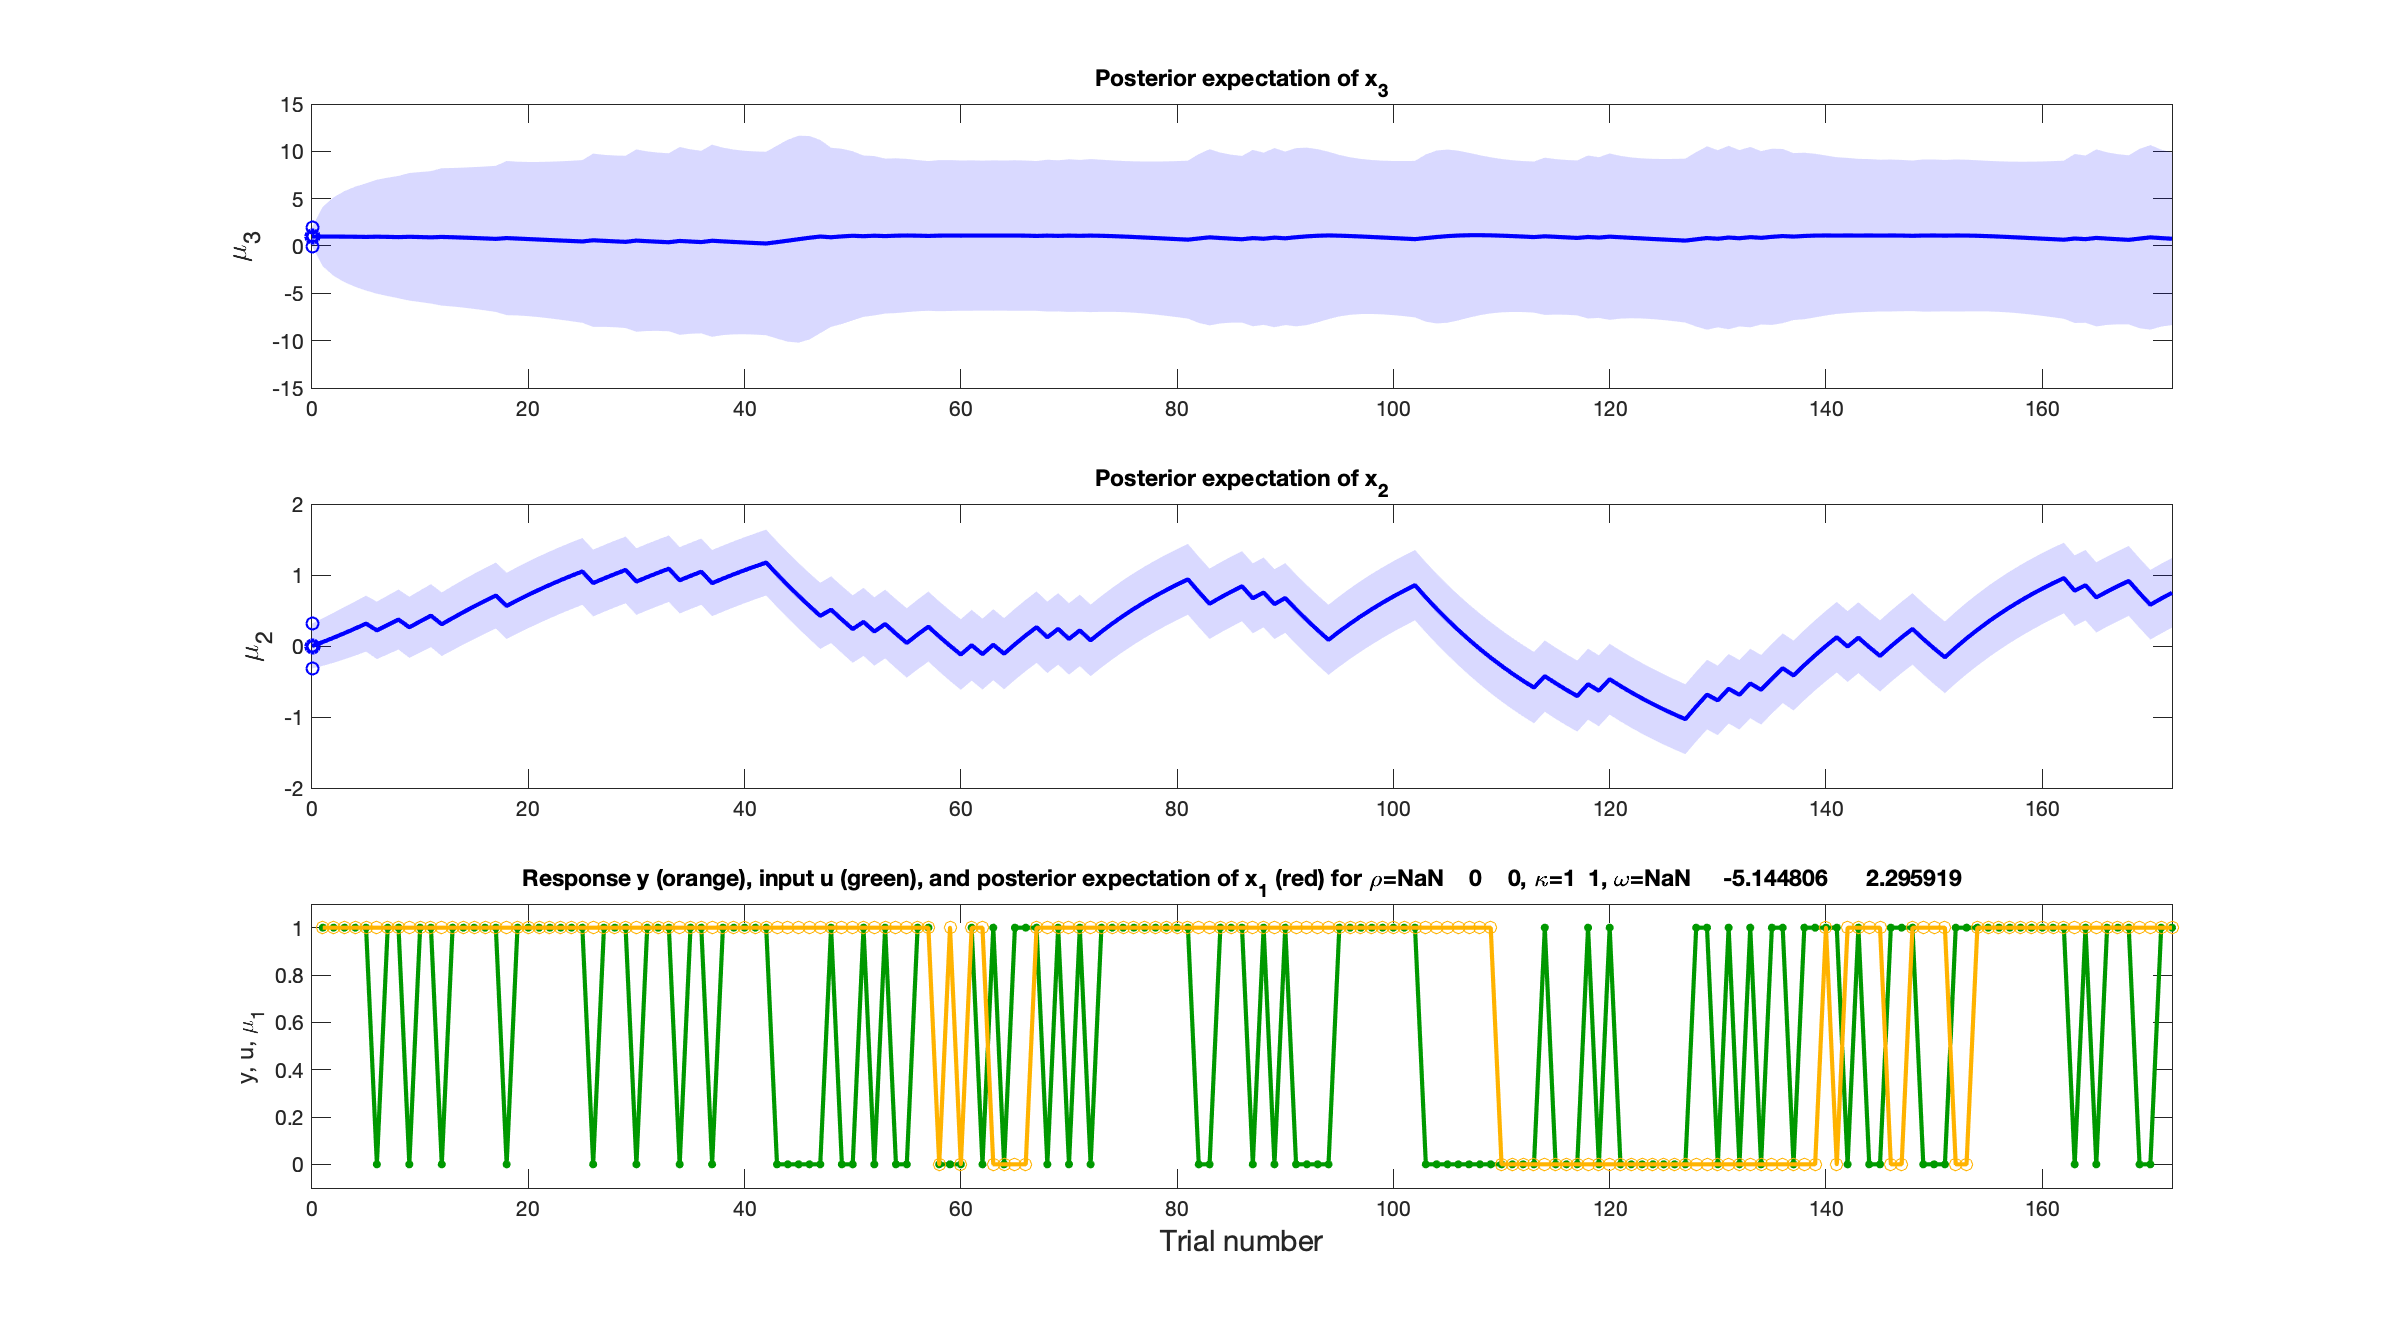 Posterior expectation of x3
15
10
5
0
-5
-10
-15
μ3
0 20 40 60 80 100 120 140 160
Posterior expectation of x2
2
1
0
-1
-2
μ2
0 20 40 60 80 100 120 140 160
Response y (orange), input u (green), and posterior expectation of x1 (red) for ρ=NaN 0 0, κ=1 1, ω=NaN -5.144806 2.295919
1
0.8
0.6
0.4
0.2
0
y, u, μ1
0 20 40 60 80 100 120 140 160
Trial number